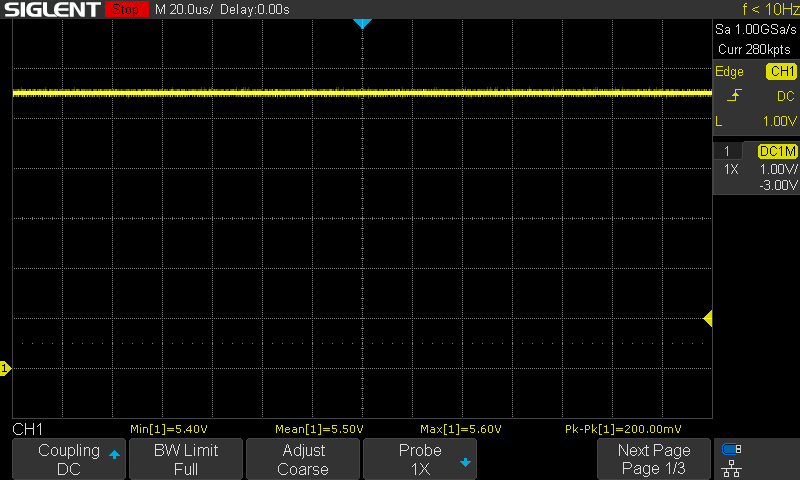 SIGLENT Stop M 20.0us/ Delay:0.00s f < 10Hz
Sa 1.00GSa/s
Curr 280kpts
Edge CH1
DC
L 1.00V
1 DC1M
1X 1.00V/
-3.00V
1
CH1 Min[1]=5.40V Mean[1]=5.50V Max[1]=5.60V Pk-Pk[1]=200.00mV
Coupling BW Limit Adjust Probe Next Page
DC Full Coarse 1X Page 1/3